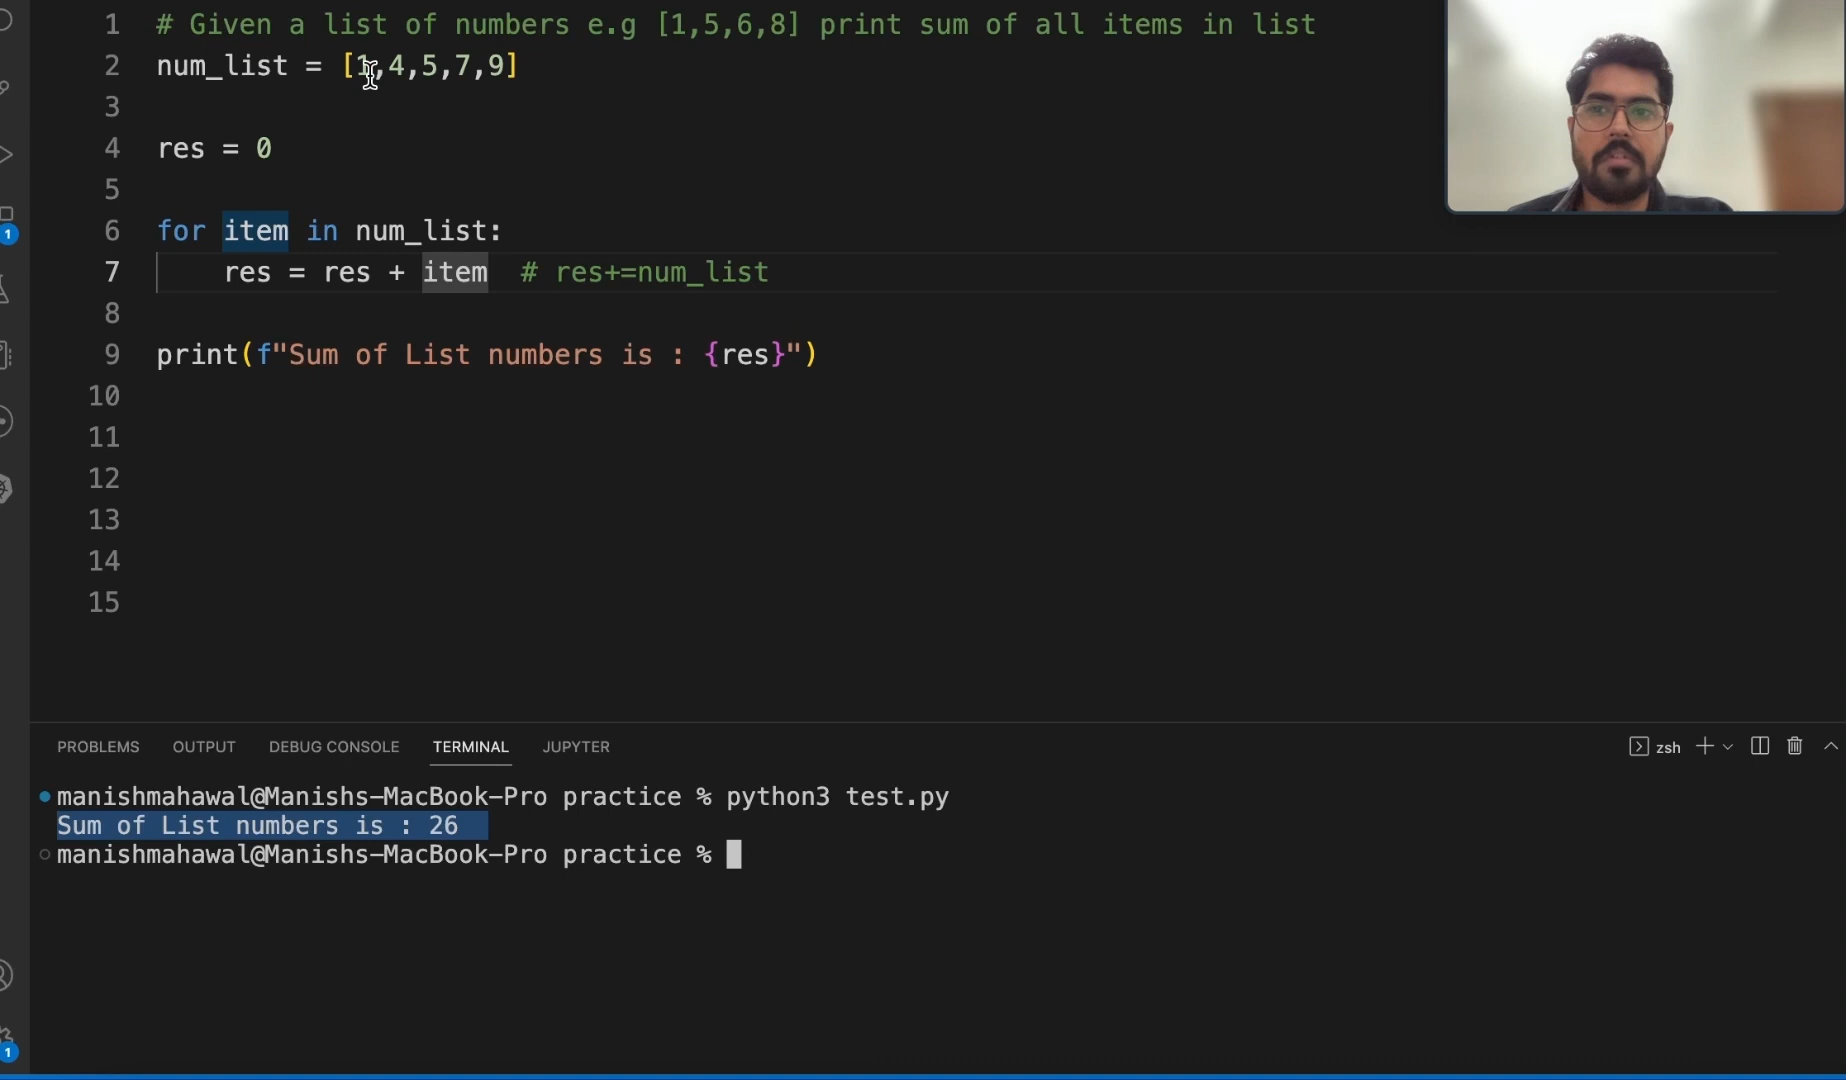 1 # Given a list of numbers e.g [1,5,6,8] print sum of all items in list
2 num_list = [1,4,5,7,9]
3
4 res = 0
5
6 for item in num_list:
7 res = res + item # res+=num_list
8
9 print(f"Sum of List numbers is : {res}")
10
11
12
13
14
15
1
PROBLEMS OUTPUT DEBUG CONSOLE TERMINAL JUPYTER zsh
manishmahawal@Manishs-MacBook-Pro practice % python3 test.py
Sum of List numbers is : 26
manishmahawal@Manishs-MacBook-Pro practice %
1